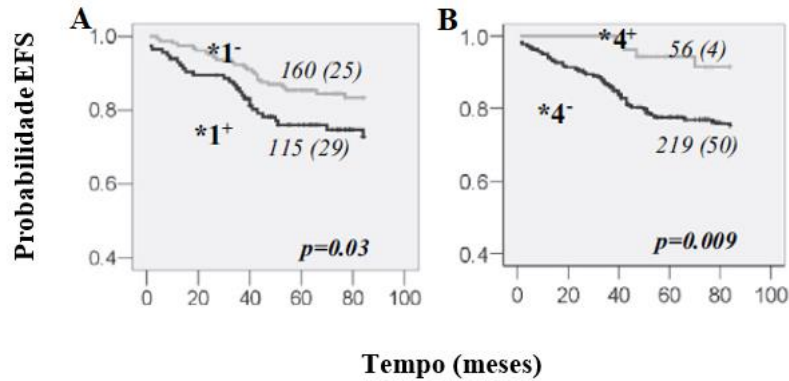 A
Probabilidade EFS
1.0
0.8
0.6
0.4
*1-
160 (25)
*1+
115 (29)
p=0.03
0 20 40 60 80 100
B
1.0
0.8
0.6
0.4
*4+
56 (4)
*4-
219 (50)
p=0.009
0 20 40 60 80 100
Tempo (meses)